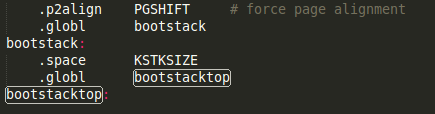 .p2align PGSHIFT # force page alignment
.globl bootstack
bootstack:
.space KSTKSIZE
.globl bootstacktop
bootstacktop: